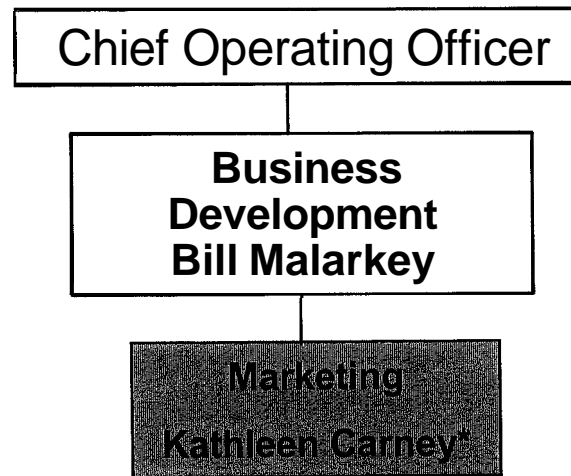 Chief Operating Officer
Business
Development
Bill Malarkey
Marketing
Kathleen Carney*